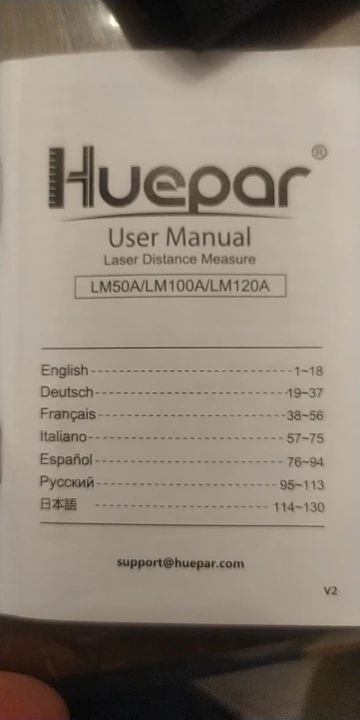 Huepar®
User Manual
Laser Distance Measure
LM50A/LM100A/LM120A
English 1~18
Deutsch 19~37
Français 38~56
Italiano 57~75
Español 76~94
Русский 95~113
日本語 114~130
support@huepar.com
V2